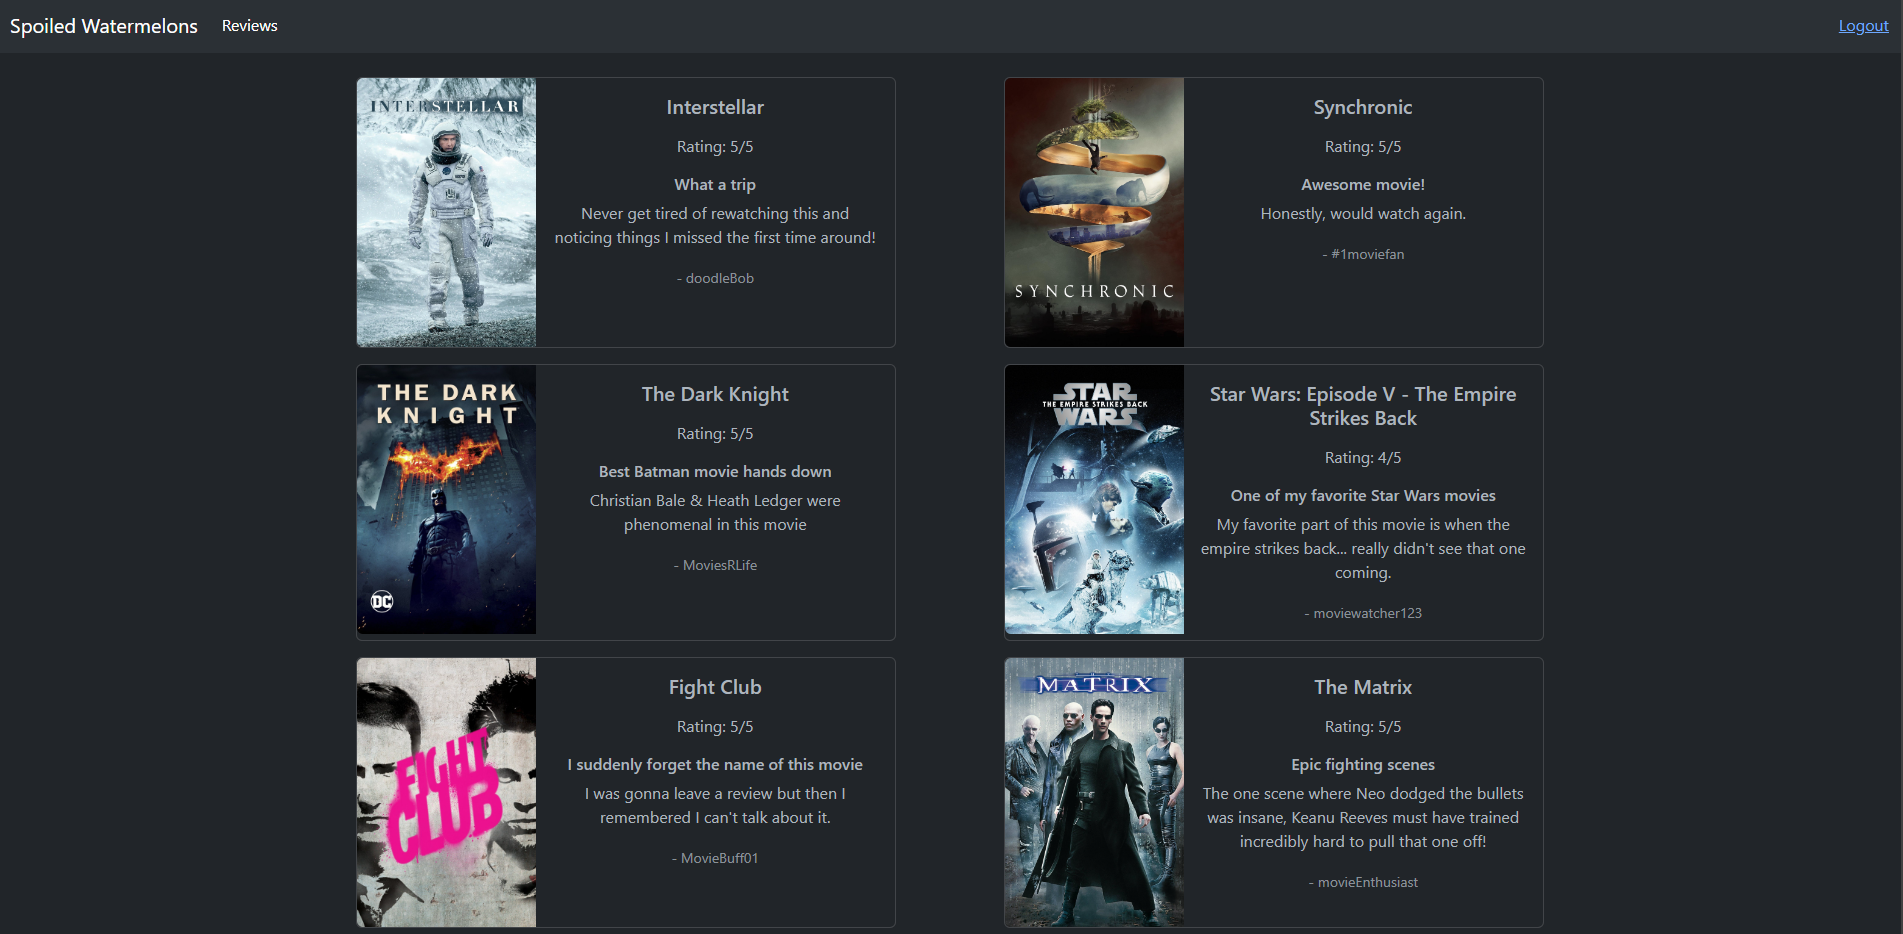 Spoiled Watermelons
Reviews
Logout
INTERSTELLAR
Interstellar
Rating: 5/5
What a trip
Never get tired of rewatching this and
noticing things I missed the first time around!
- doodleBob
SYNCHRONIC
Synchronic
Rating: 5/5
Awesome movie!
Honestly, would watch again.
- #1moviefan
THE DARK
KNIGHT
DC
The Dark Knight
Rating: 5/5
Best Batman movie hands down
Christian Bale & Heath Ledger were
phenomenal in this movie
- MoviesRLife
STAR
THE EMPIRE STRIKES BACK
WARS
Star Wars: Episode V - The Empire
Strikes Back
Rating: 4/5
One of my favorite Star Wars movies
My favorite part of this movie is when the
empire strikes back... really didn't see that one
coming.
- moviewatcher123
FIGHT
CLUB
Fight Club
Rating: 5/5
I suddenly forget the name of this movie
I was gonna leave a review but then I
remembered I can't talk about it.
- MovieBuff01
MATRIX
The Matrix
Rating: 5/5
Epic fighting scenes
The one scene where Neo dodged the bullets
was insane, Keanu Reeves must have trained
incredibly hard to pull that one off!
- movieEnthusiast